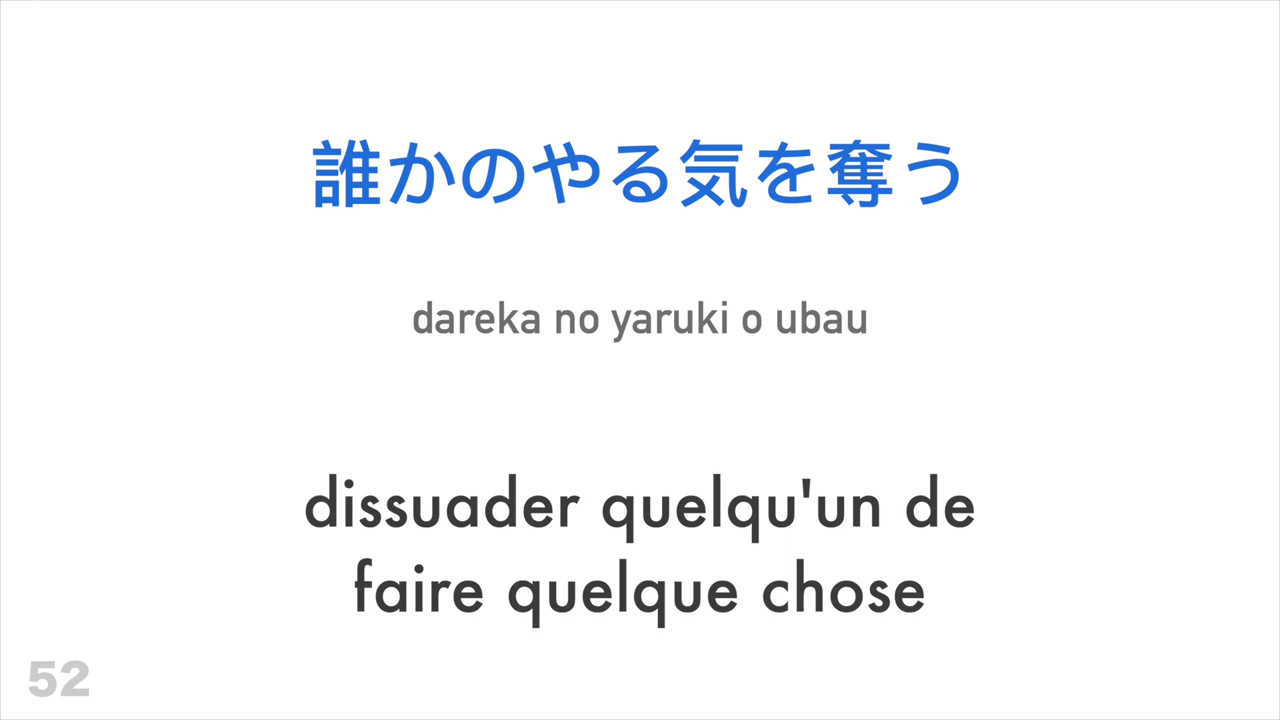 誰かのやる気を奪う
dareka no yaruki o ubau
dissuader quelqu'un de
faire quelque chose
52